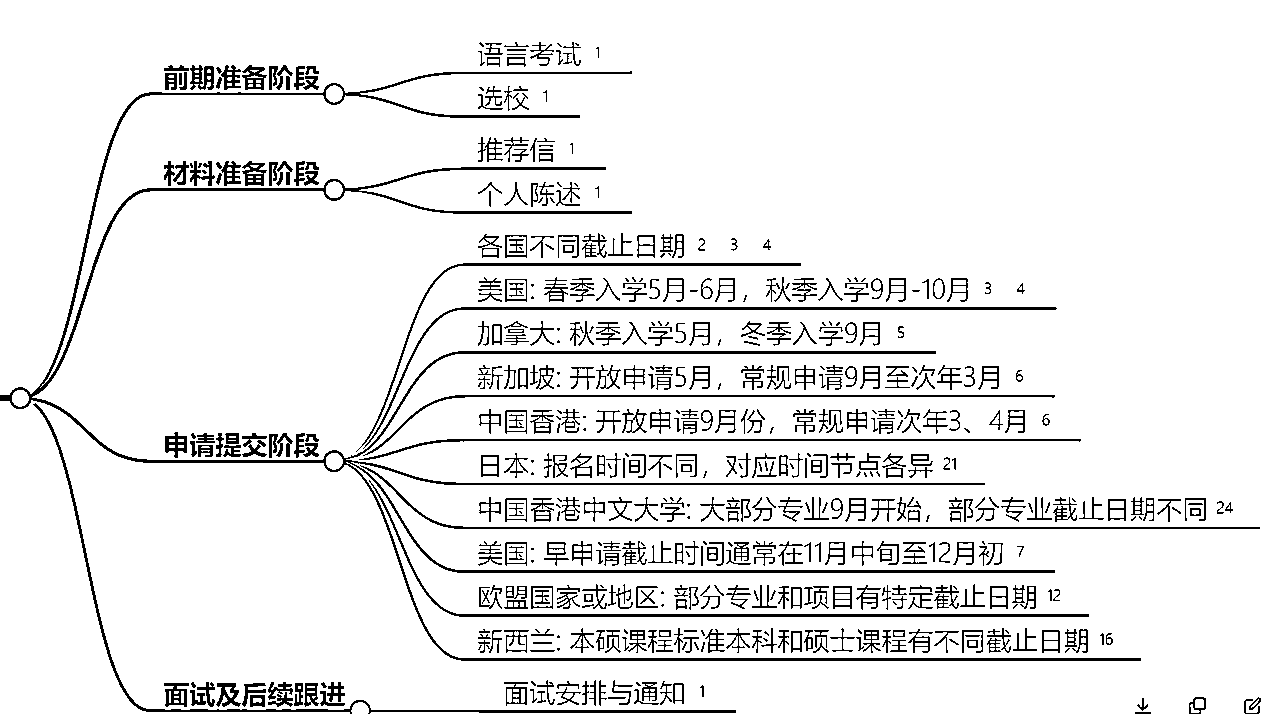 前期准备阶段
语言考试 1
选校 1
材料准备阶段
推荐信 1
个人陈述 1
申请提交阶段
各国不同截止日期 2 3 4
美国: 春季入学5月-6月，秋季入学9月-10月 3 4
加拿大: 秋季入学5月，冬季入学9月 5
新加坡: 开放申请5月，常规申请9月至次年3月 6
中国香港: 开放申请9月份，常规申请次年3、4月 6
日本: 报名时间不同，对应时间节点各异 21
中国香港中文大学: 大部分专业9月开始，部分专业截止日期不同 24
美国: 早申请截止时间通常在11月中旬至12月初 7
欧盟国家或地区: 部分专业和项目有特定截止日期 12
新西兰: 本硕课程标准本科和硕士课程有不同截止日期 16
面试及后续跟进
面试安排与通知 1